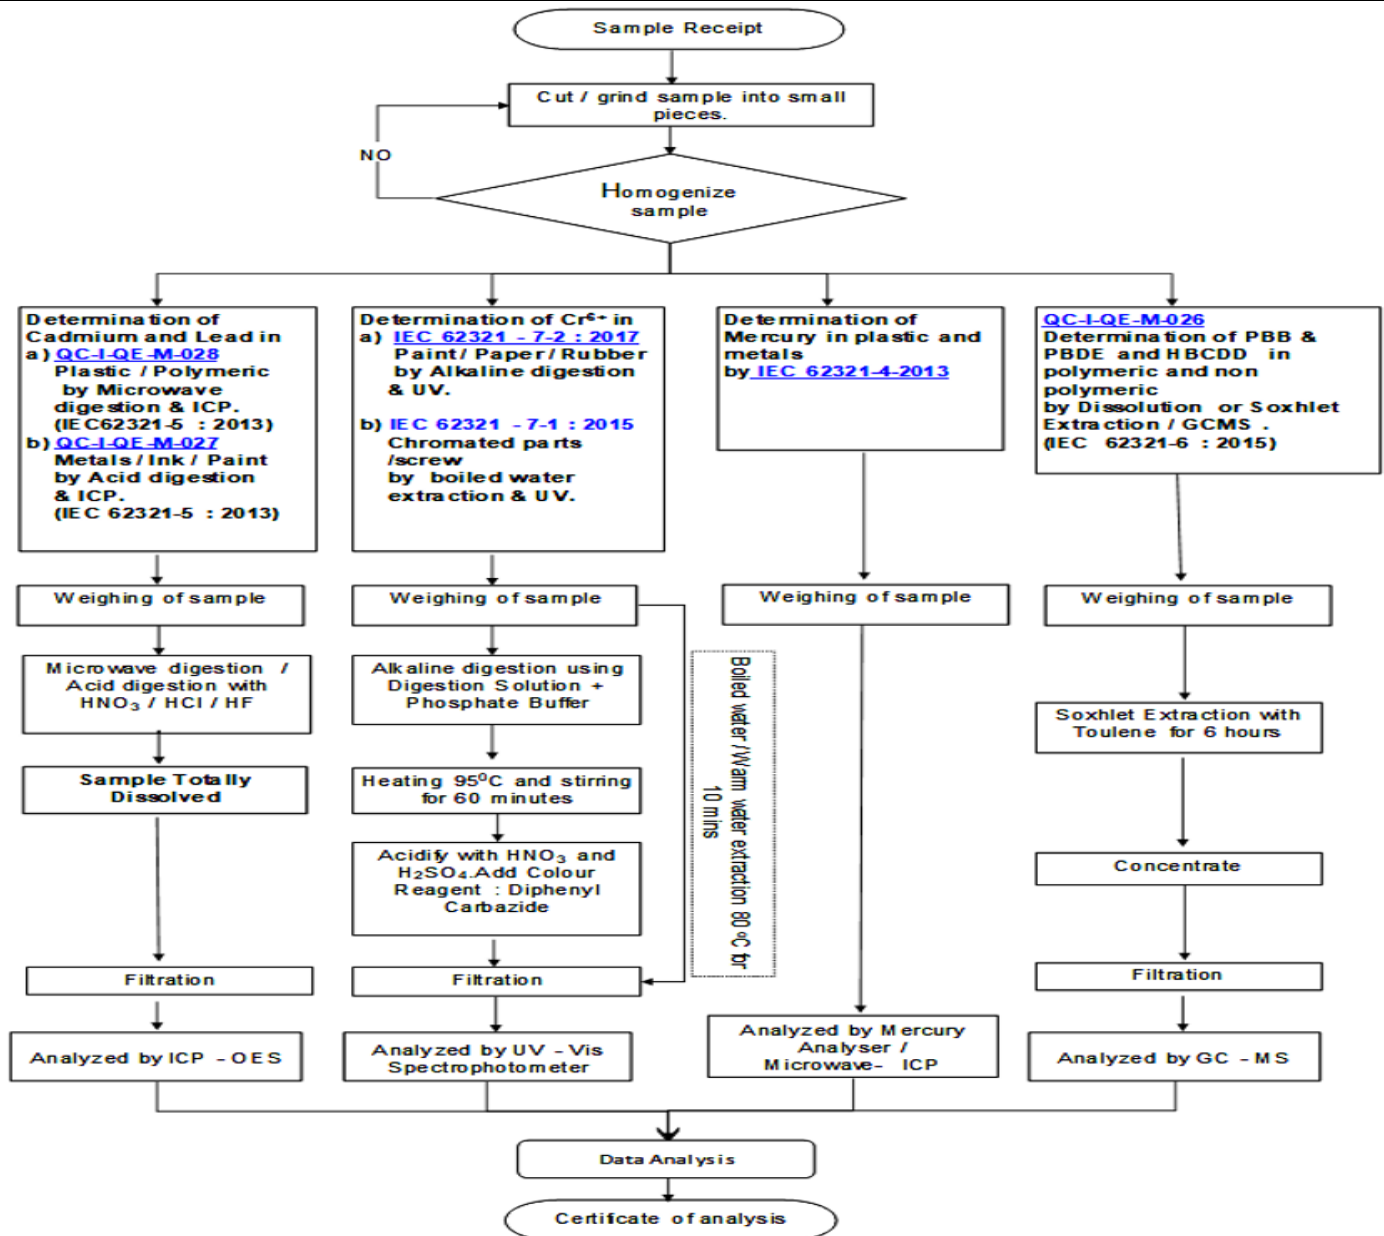 Sample Receipt
Cut / grind sample into small
pieces.
NO
Homogenize
sample
Determination of
Cadmium and Lead in
a) QC-I-QE-M-028
Plastic / Polymeric
by Microwave
digestion & ICP.
(IEC62321-5 : 2013)
b) QC-I-QE-M-027
Metals / Ink / Paint
by Acid digestion
& ICP.
(IEC 62321-5 : 2013)
Determination of Cr⁶⁺ in
a) IEC 62321 - 7-2 : 2017
Paint / Paper / Rubber
by Alkaline digestion
& UV.
b) IEC 62321 - 7-1 : 2015
Chromated parts
/screw
by boiled water
extraction & UV.
Determination of
Mercury in plastic and
metals
by IEC 62321-4-2013
QC-I-QE-M-026
Determination of PBB &
PBDE and HBCDD in
polymeric and non
polymeric
by Dissolution or Soxhlet
Extraction / GCMS .
(IEC 62321-6 : 2015)
Weighing of sample
Weighing of sample
Weighing of sample
Weighing of sample
Microwave digestion /
Acid digestion with
HNO₃ / HCl / HF
Alkaline digestion using
Digestion Solution +
Phosphate Buffer
Boiled water / Warm water extraction 80 ºC for
10 mins
Soxhlet Extraction with
Toulene for 6 hours
Sample Totally
Dissolved
Heating 95⁰C and stirring
for 60 minutes
Acidify with HNO₃ and
H₂SO₄.Add Colour
Reagent : Diphenyl
Carbazide
Concentrate
Filtration
Filtration
Filtration
Analyzed by ICP - OES
Analyzed by UV - Vis
Spectrophotometer
Analyzed by Mercury
Analyser /
Microwave- ICP
Analyzed by GC - MS
Data Analysis
Certificate of analysis